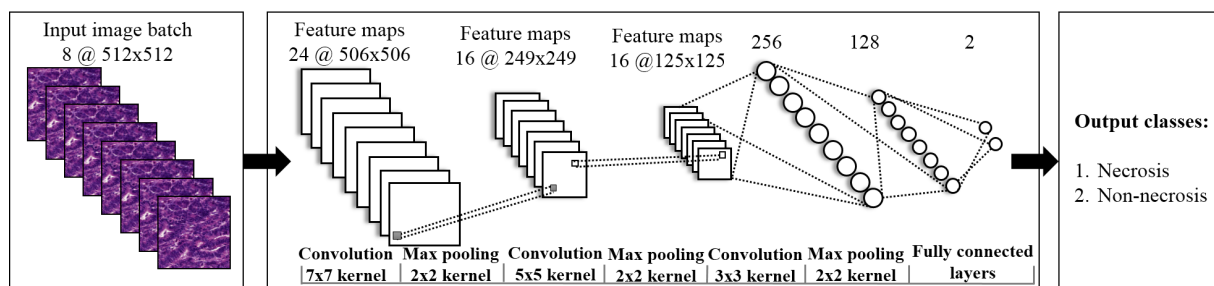 Input image batch
8 @ 512x512
Feature maps
24 @ 506x506
Feature maps
16 @ 249x249
Feature maps
16 @125x125
256
128
2
Convolution
7x7 kernel
Max pooling
2x2 kernel
Convolution
5x5 kernel
Max pooling
2x2 kernel
Convolution
3x3 kernel
Max pooling
2x2 kernel
Fully connected
layers
Output classes:
1. Necrosis
2. Non-necrosis